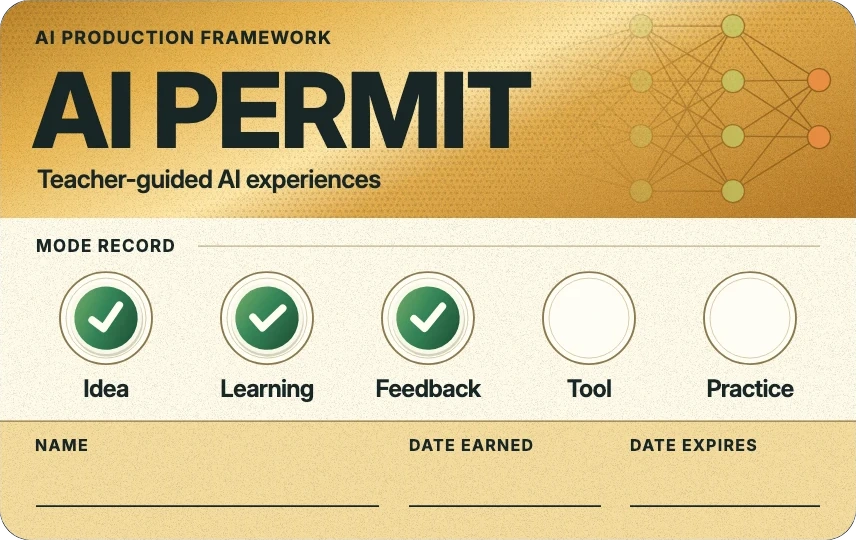 AI PRODUCTION FRAMEWORK
AI PERMIT
Teacher-guided AI experiences
MODE RECORD
Idea Learning Feedback Tool Practice
NAME DATE EARNED DATE EXPIRES